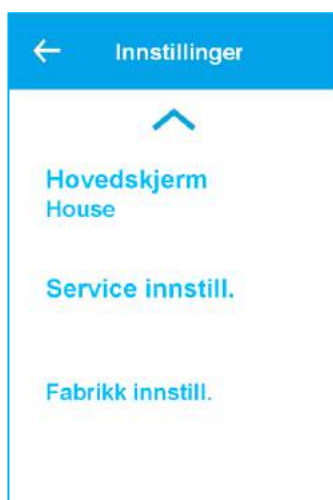 Innstillinger
Hovedskjerm
House
Service innstill.
Fabrikk innstill.